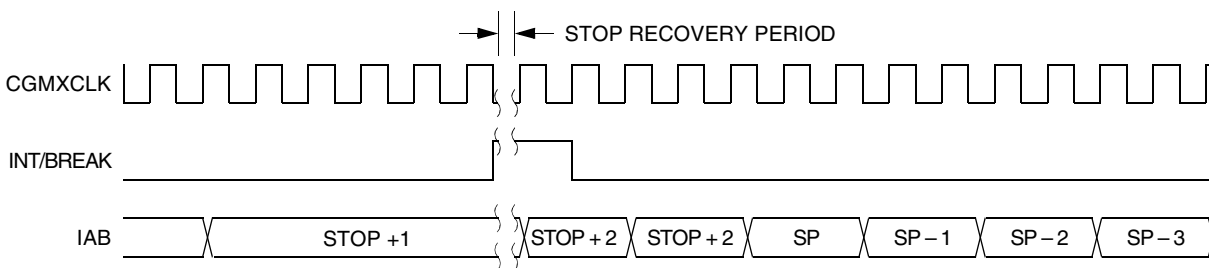 STOP RECOVERY PERIOD
CGMXCLK
INT/BREAK
IAB STOP +1 STOP + 2 STOP + 2 SP SP – 1 SP – 2 SP – 3